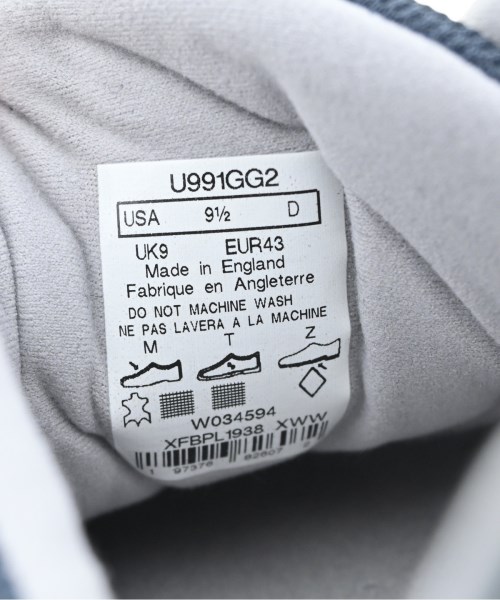 U991GG2
USA 9½ D
UK9 EUR43
Made in England
Fabrique en Angleterre
DO NOT MACHINE WASH
NE PAS LAVERA A LA MACHINE
M T Z
W034594
XFBPL1938 XWW